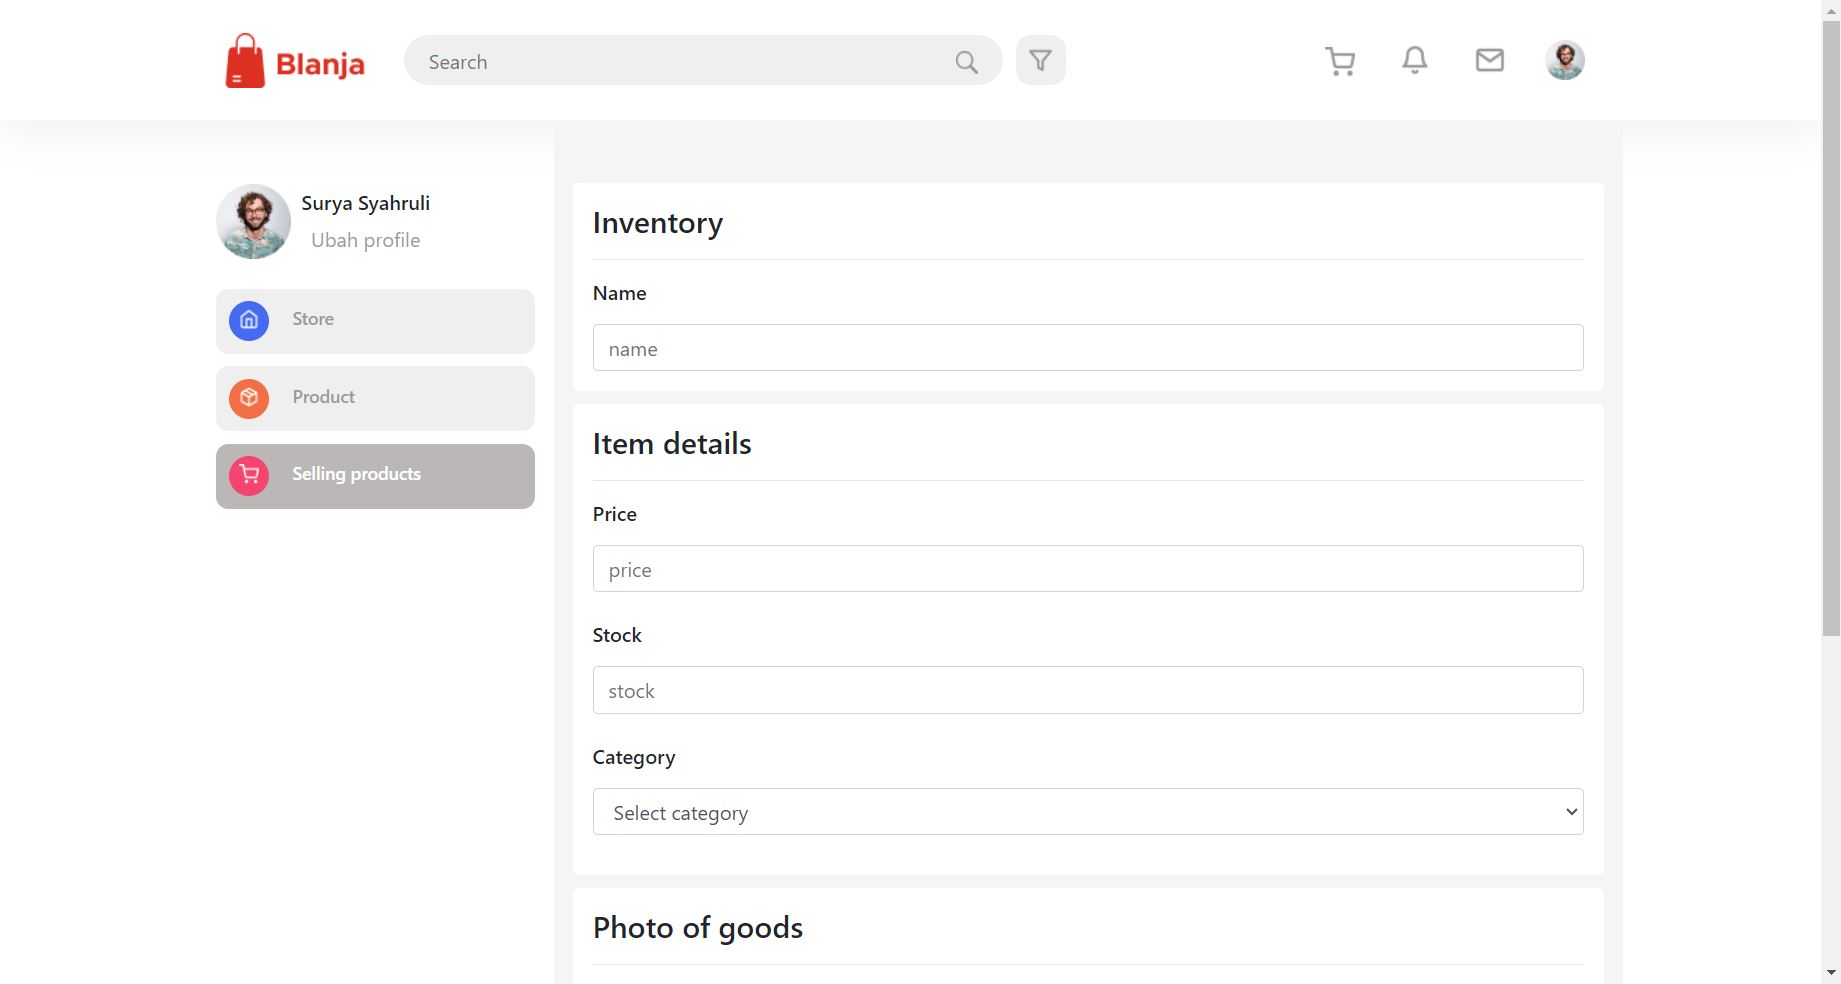 Blanja
Search
Surya Syahruli
Ubah profile
Store
Product
Selling products
Inventory
Name
name
Item details
Price
price
Stock
stock
Category
Select category
Photo of goods